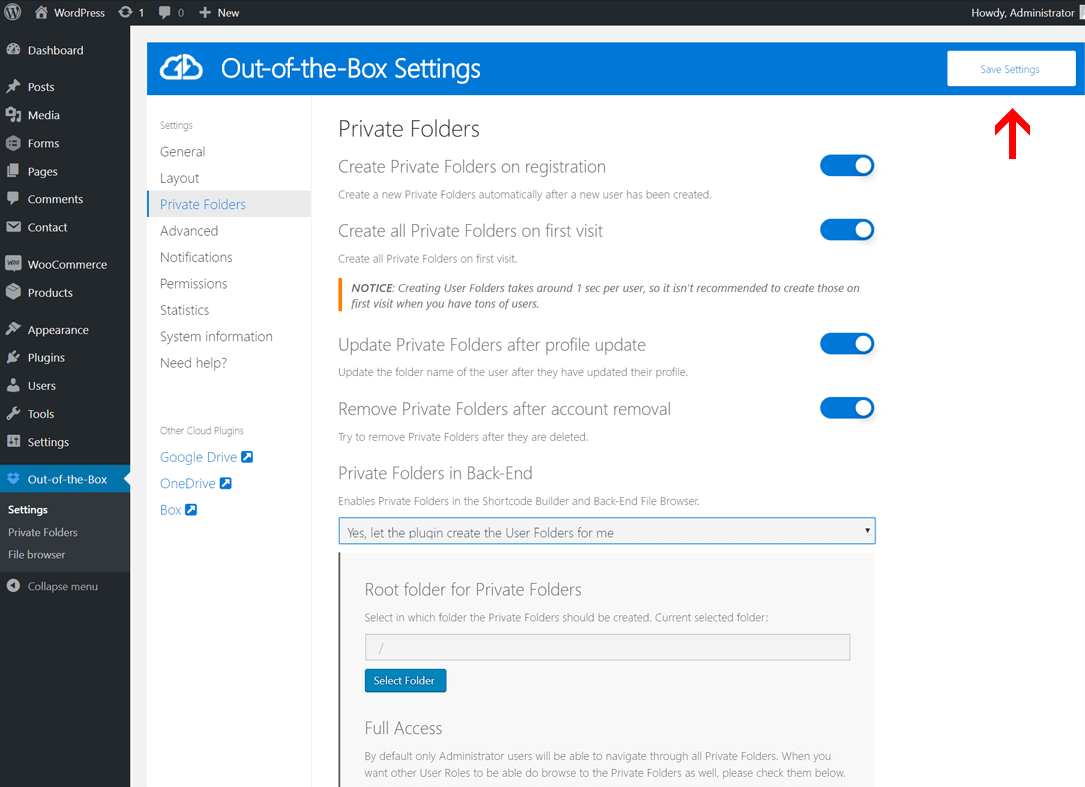 WordPress 1 0 New
Howdy, Administrator
Dashboard
Posts
Media
Forms
Pages
Comments
Contact
WooCommerce
Products
Appearance
Plugins
Users
Tools
Settings
Out-of-the-Box
Settings
Private Folders
File browser
Collapse menu
Out-of-the-Box Settings
Save Settings
Settings
General
Layout
Private Folders
Advanced
Notifications
Permissions
Statistics
System information
Need help?
Other Cloud Plugins
Google Drive
OneDrive
Box
Private Folders
Create Private Folders on registration
Create a new Private Folders automatically after a new user has been created.
Create all Private Folders on first visit
Create all Private Folders on first visit.
NOTICE: Creating User Folders takes around 1 sec per user, so it isn't recommended to create those on
first visit when you have tons of users.
Update Private Folders after profile update
Update the folder name of the user after they have updated their profile.
Remove Private Folders after account removal
Try to remove Private Folders after they are deleted.
Private Folders in Back-End
Enables Private Folders in the Shortcode Builder and Back-End File Browser.
Yes, let the plugin create the User Folders for me
Root folder for Private Folders
Select in which folder the Private Folders should be created. Current selected folder:
/
Select Folder
Full Access
By default only Administrator users will be able to navigate through all Private Folders. When you
want other User Roles to be able do browse to the Private Folders as well, please check them below.